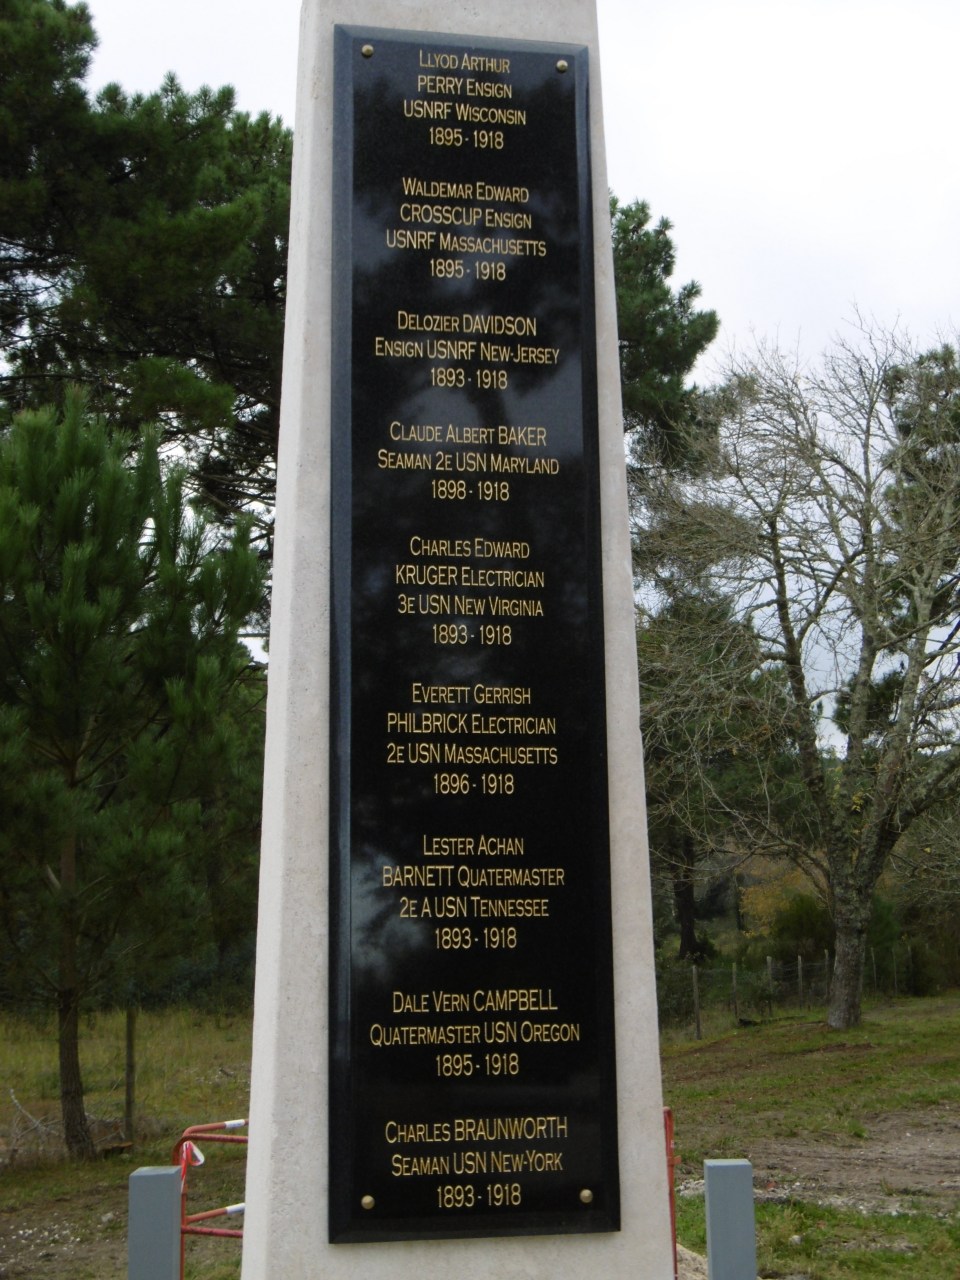 Llyod Arthur
PERRY Ensign
USNRF Wisconsin
1895 - 1918
Waldemar Edward
CROSSCUP Ensign
USNRF Massachusetts
1895 - 1918
Delozier DAVIDSON
Ensign USNRF New-Jersey
1893 - 1918
Claude Albert BAKER
Seaman 2e USN Maryland
1898 - 1918
Charles Edward
KRUGER Electrician
3e USN New Virginia
1893 - 1918
Everett Gerrish
PHILBRICK Electrician
2e USN Massachusetts
1896 - 1918
Lester Achan
BARNETT Quatermaster
2e A USN Tennessee
1893 - 1918
Dale Vern CAMPBELL
Quatermaster USN Oregon
1895 - 1918
Charles BRAUNWORTH
Seaman USN New-York
1893 - 1918